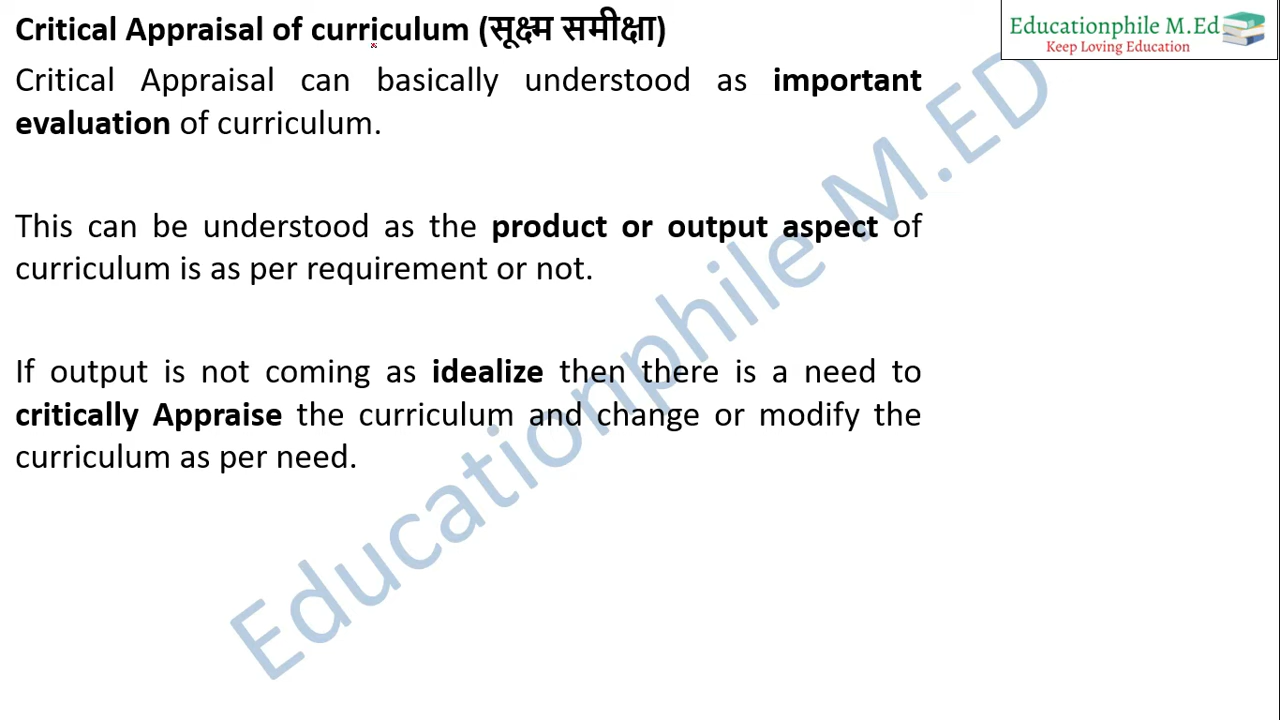 Critical Appraisal of curriculum (सूक्ष्म समीक्षा)
Educationphile M.Ed
Keep Loving Education
Critical Appraisal can basically understood as important
evaluation of curriculum.
This can be understood as the product or output aspect of
curriculum is as per requirement or not.
If output is not coming as idealize then there is a need to
critically Appraise the curriculum and change or modify the
curriculum as per need.
Educationphile M.ED